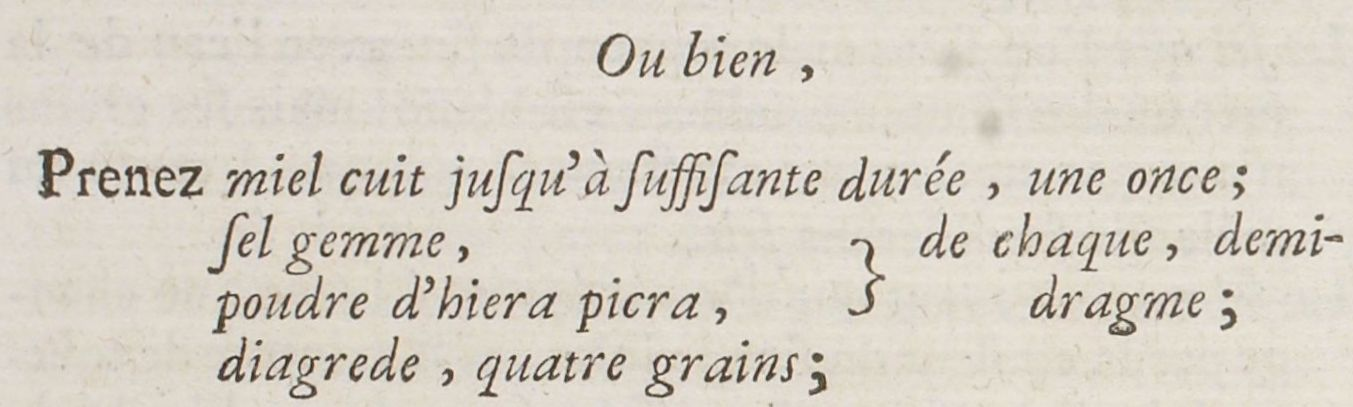 Ou bien ,
Prenez miel cuit juſqu'à ſuffiſante durée , une once ;
ſel gemme , } de chaque , demi-
poudre d'hiera picra , dragme ;
diagrede , quatre grains ;